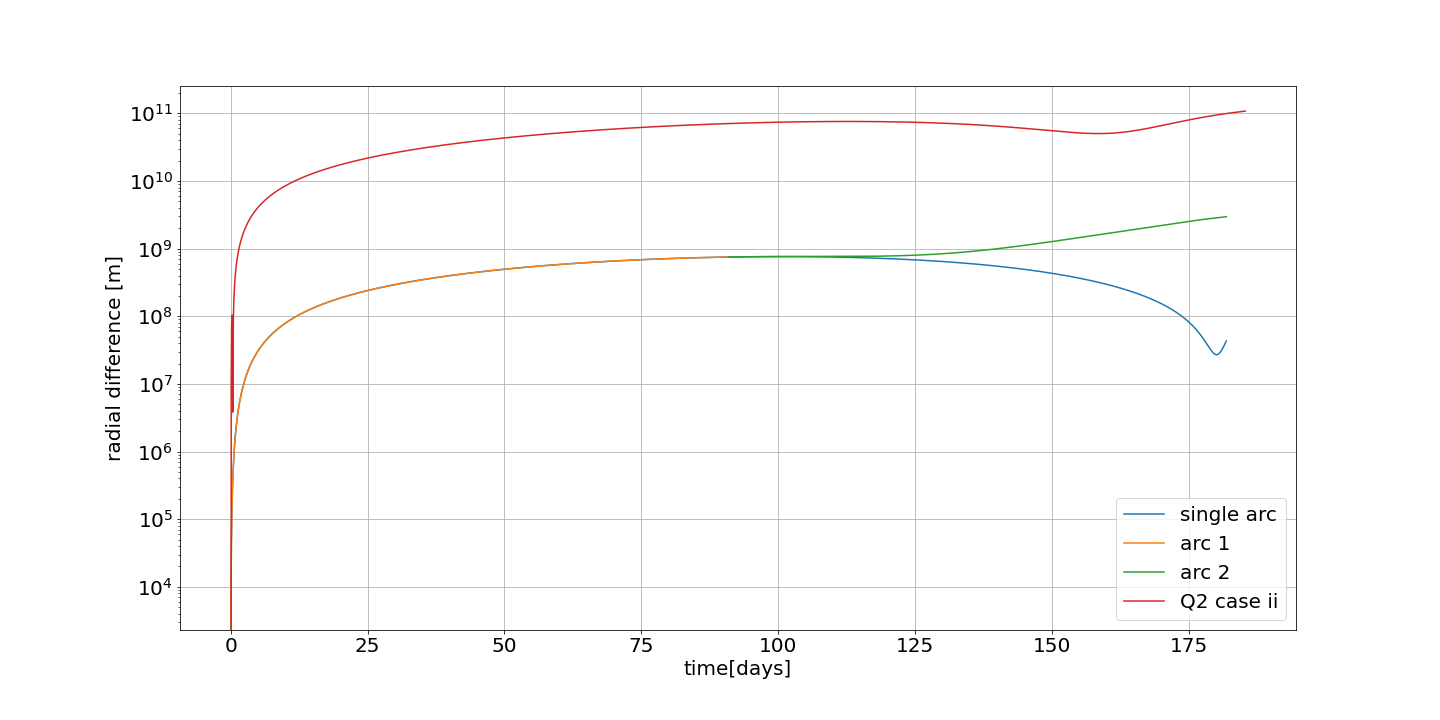 10¹¹
10¹⁰
10⁹
10⁸
10⁷
10⁶
10⁵
10⁴
radial difference [m]
0 25 50 75 100 125 150 175
time[days]
single arc
arc 1
arc 2
Q2 case ii